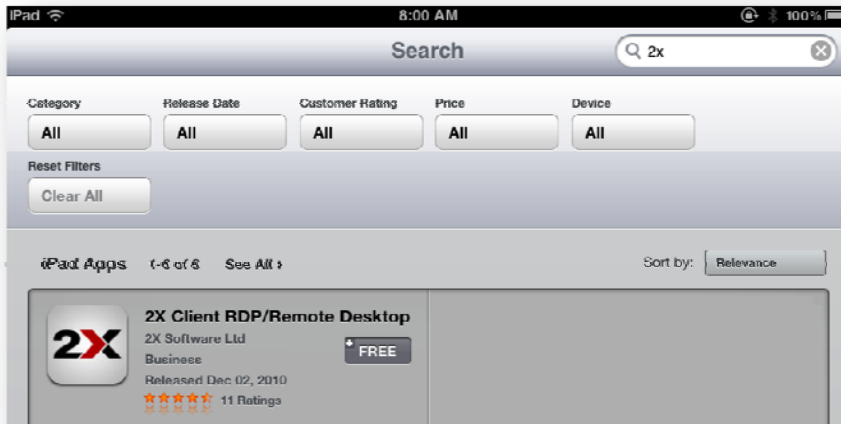 iPad 8:00 AM 100%
Search 2x
Category Release Date Customer Rating Price Device
All All All All All
Reset Filters
Clear All
iPad Apps 1-6 of 6 See All › Sort by: Relevance
2X Client RDP/Remote Desktop
2X 2X Software Ltd
Business FREE
Released Dec 02, 2010
11 Ratings